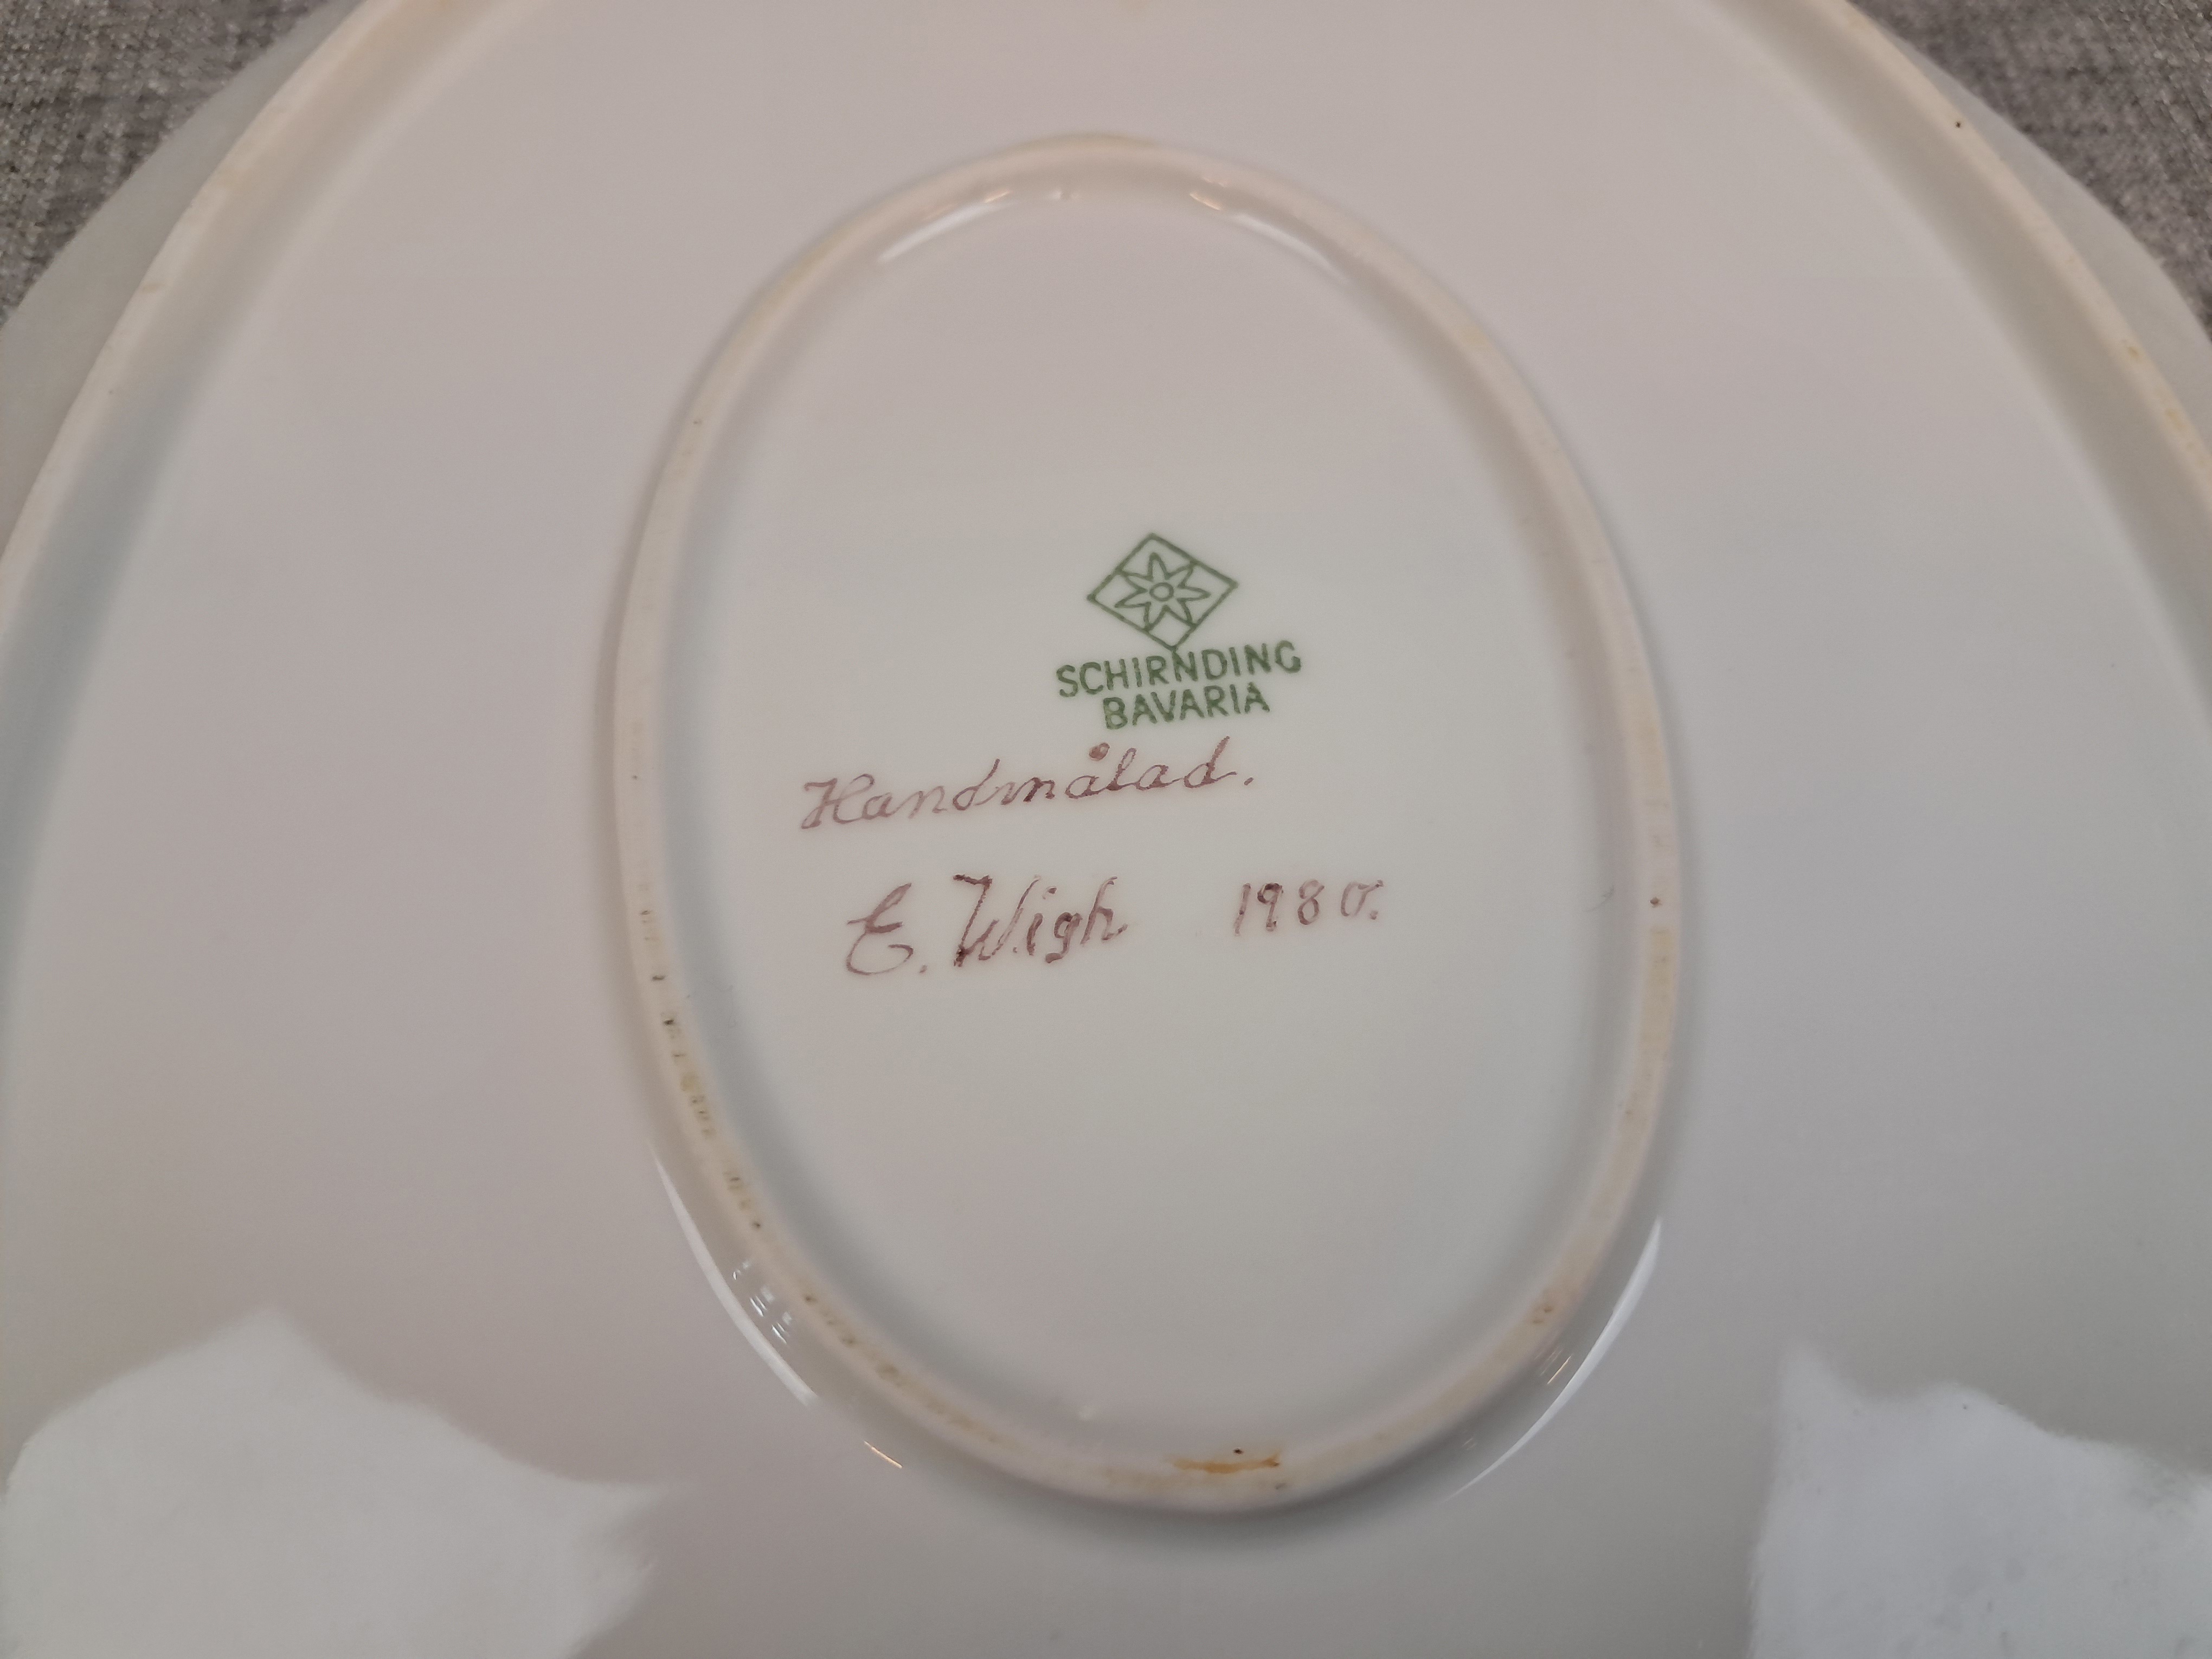 SCHIRNDING
BAVARIA
Handmålad.
E. Wigh 1980.